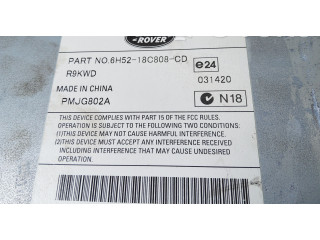 ROVER
PART NO.6H52-18C808-CD
e24
R9KWD
031420
MADE IN CHINA
PMJG802A
N18
THIS DEVICE COMPLIES WITH PART 15 OF THE FCC RULES.
OPERATION IS SUBJECT TO THE FOLLOWING TWO CONDITIONS:
(1)THIS DEVICE MAY NOT CAUSE HARMFUL INTERFERENCE,
AND
(2)THIS DEVICE MUST ACCEPT ANY INTERFERENCE
RECEIVED, INCLUDING INTERFERENCE THAT MAY CAUSE
UNDESIRED OPERATION.